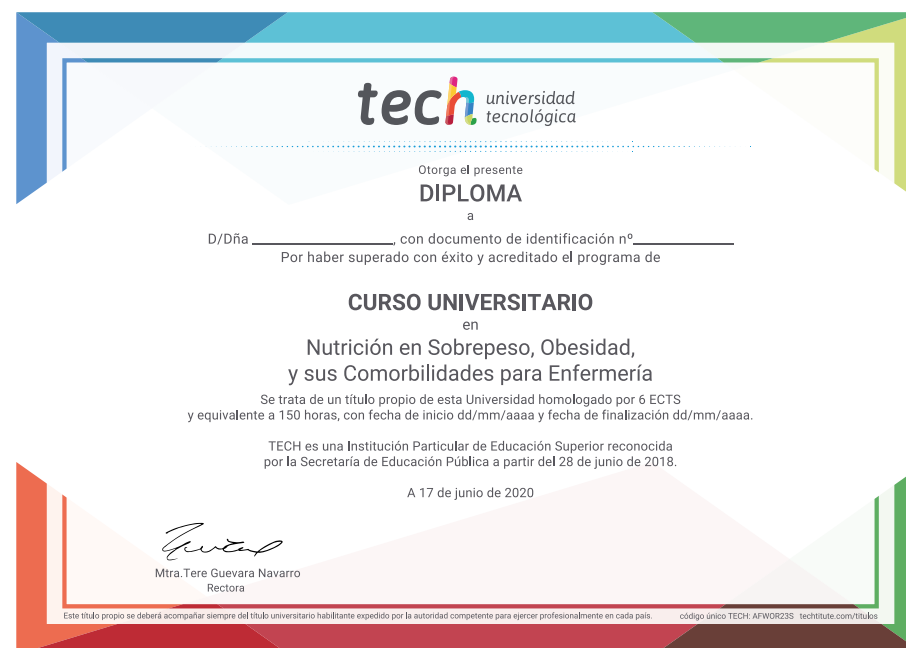 tech universidad
tecnológica
Otorga el presente
DIPLOMA
a
D/Dña ____________________, con documento de identificación nº______________
Por haber superado con éxito y acreditado el programa de
CURSO UNIVERSITARIO
en
Nutrición en Sobrepeso, Obesidad,
y sus Comorbilidades para Enfermería
Se trata de un título propio de esta Universidad homologado por 6 ECTS
y equivalente a 150 horas, con fecha de inicio dd/mm/aaaa y fecha de finalización dd/mm/aaaa.
TECH es una Institución Particular de Educación Superior reconocida
por la Secretaría de Educación Pública a partir del 28 de junio de 2018.
A 17 de junio de 2020
Mtra.Tere Guevara Navarro
Rectora
Este título propio se deberá acompañar siempre del título universitario habilitante expedido por la autoridad competente para ejercer profesionalmente en cada país. código único TECH: AFWOR23S techtitute.com/titulos